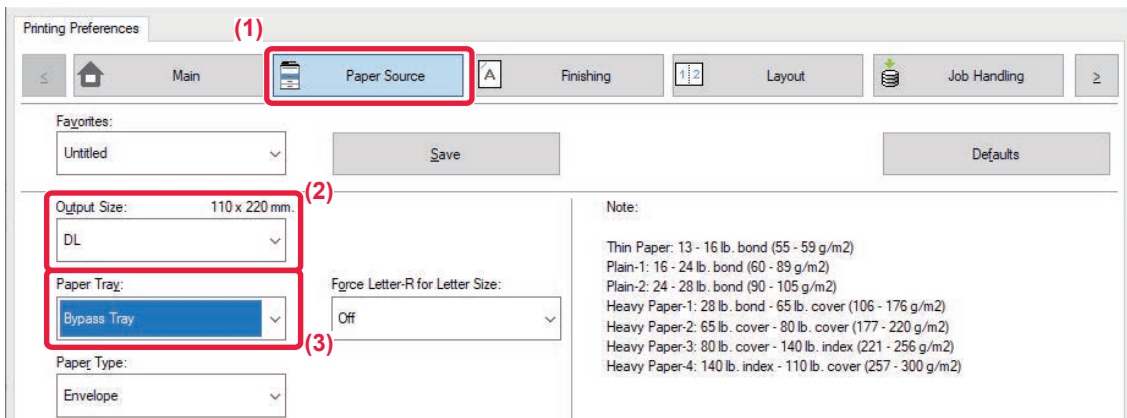 Printing Preferences
(1)
<
Main
Paper Source
A
Finishing
1 2
Layout
Job Handling
>
Favorites:
Untitled
Save
Defaults
(2)
Output Size: 110 x 220 mm.
DL
Paper Tray:
Bypass Tray
(3)
Force Letter-R for Letter Size:
Off
Paper Type:
Envelope
Note:
Thin Paper: 13 - 16 lb. bond (55 - 59 g/m2)
Plain-1: 16 - 24 lb. bond (60 - 89 g/m2)
Plain-2: 24 - 28 lb. bond (90 - 105 g/m2)
Heavy Paper-1: 28 lb. bond - 65 lb. cover (106 - 176 g/m2)
Heavy Paper-2: 65 lb. cover - 80 lb. cover (177 - 220 g/m2)
Heavy Paper-3: 80 lb. cover - 140 lb. index (221 - 256 g/m2)
Heavy Paper-4: 140 lb. index - 110 lb. cover (257 - 300 g/m2)